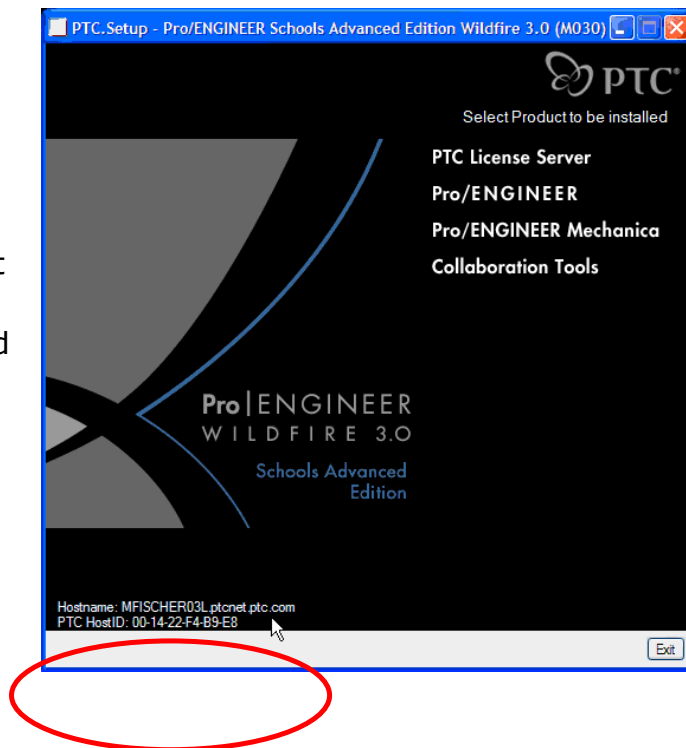 PTC.Setup - Pro/ENGINEER Schools Advanced Edition Wildfire 3.0 (M030)
PTC®
Select Product to be installed
PTC License Server
Pro/ENGINEER
Pro/ENGINEER Mechanica
Collaboration Tools
t
d
Pro|ENGINEER
WILDFIRE 3.0
Schools Advanced
Edition
Hostname: MFISCHER03L.ptcnet.ptc.com
PTC HostID: 00-14-22-F4-B9-E8
Exit